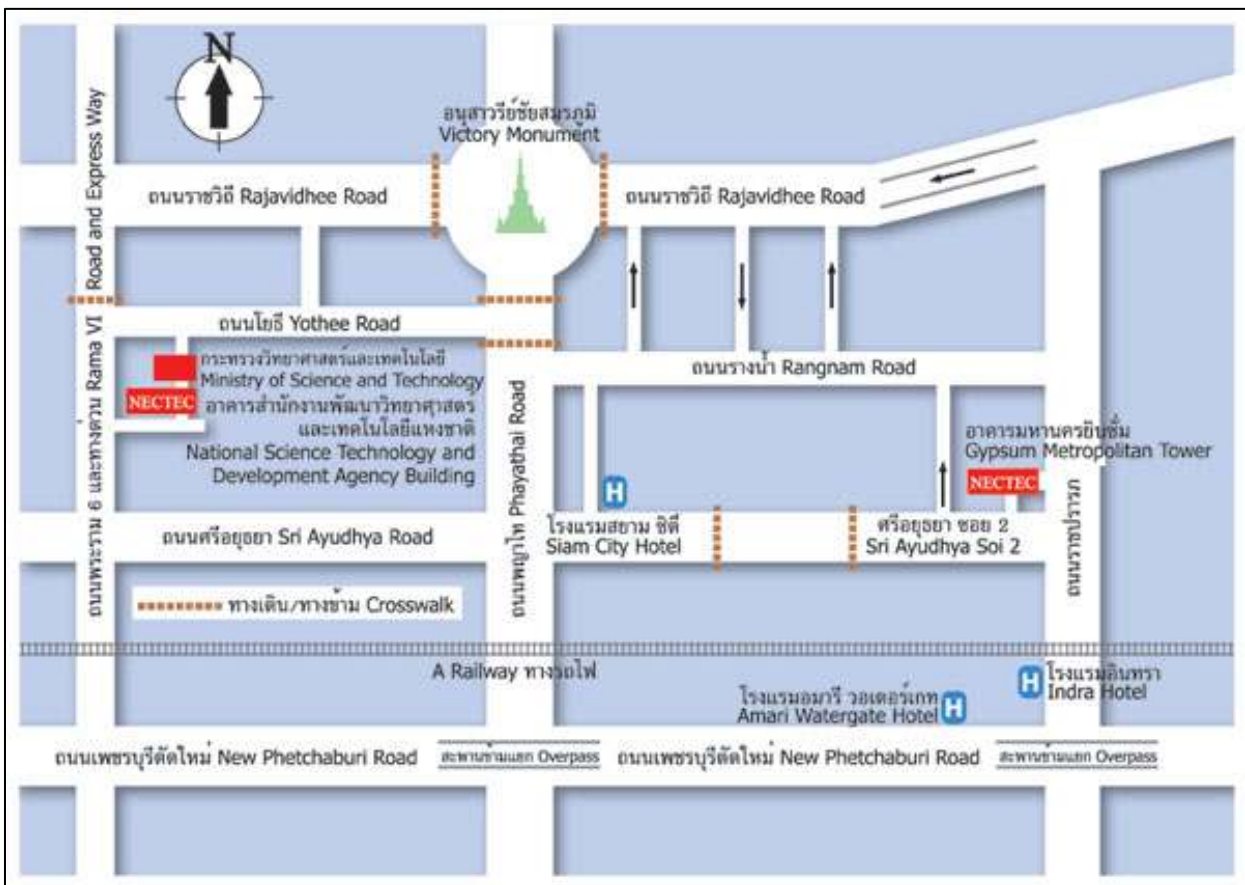 N
อนุสาวรีย์ชัยสมรภูมิ
Victory Monument
ถนนราชวิถี Rajavidhee Road
ถนนราชวิถี Rajavidhee Road
ถนนพระราม 6 และทางด่วน Rama VI Road and Express Way
ถนนโยธี Yothee Road
กระทรวงวิทยาศาสตร์และเทคโนโลยี
Ministry of Science and Technology
NECTEC
อาคารสำนักงานพัฒนาวิทยาศาสตร
และเทคโนโลยีแห่งชาติ
National Science Technology and
Development Agency Building
ถนนพญาไท Phayathai Road
ถนนรางน้ำ Rangnam Road
อาคารมหานครยิบซั่ม
Gypsum Metropolitan Tower
NECTEC
H
โรงแรมสยาม ซิตี
Siam City Hotel
ศรีอยุธยา ซอย 2
Sri Ayudhya Soi 2
ถนนราชปรารภ
ถนนศรีอยุธยา Sri Ayudhya Road
ทางเดิน/ทางข้าม Crosswalk
A Railway ทางรถไฟ
H
โรงแรมอินทรา
Indra Hotel
โรงแรมอมารี วอเตอร์เกท
Amari Watergate Hotel
H
ถนนเพชรบุรีตัดใหม่ New Phetchaburi Road
สะพานข้ามแยก Overpass
ถนนเพชรบุรีตัดใหม่ New Phetchaburi Road
สะพานข้ามแยก Overpass